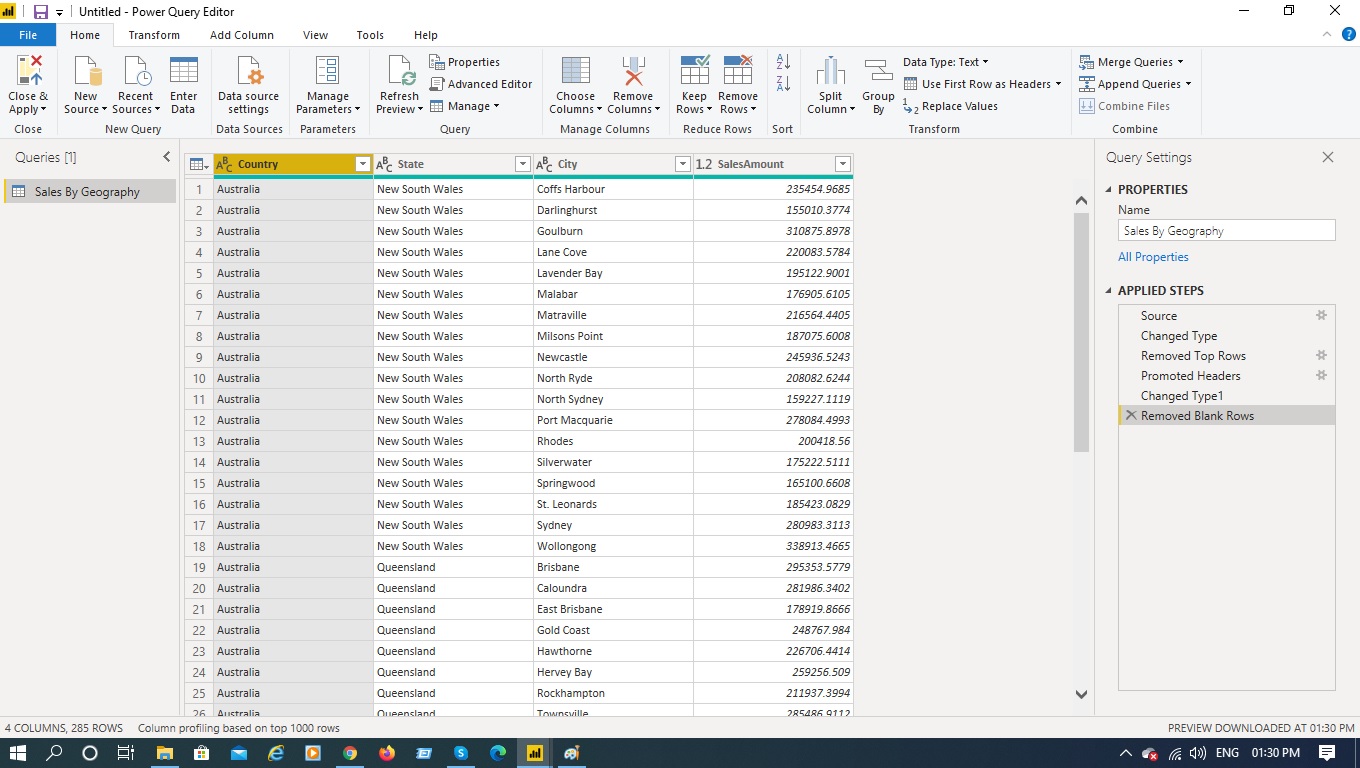 Untitled - Power Query Editor
File Home Transform Add Column View Tools Help
Close & Apply New Source Recent Sources Enter Data Data source settings Manage Parameters Refresh Preview Properties Advanced Editor Manage Choose Columns Remove Columns Keep Rows Remove Rows Split Column Group By Data Type: Text Use First Row as Headers Replace Values Merge Queries Append Queries Combine Files
Close New Query Data Sources Parameters Query Manage Columns Reduce Rows Sort Transform Combine
Queries [1]
Sales By Geography
ABC Country ABC State ABC City 1.2 SalesAmount
1 Australia New South Wales Coffs Harbour 235454.9685
2 Australia New South Wales Darlinghurst 155010.3774
3 Australia New South Wales Goulburn 310875.8978
4 Australia New South Wales Lane Cove 220083.5784
5 Australia New South Wales Lavender Bay 195122.9001
6 Australia New South Wales Malabar 176905.6105
7 Australia New South Wales Matraville 216564.4405
8 Australia New South Wales Milsons Point 187075.6008
9 Australia New South Wales Newcastle 245936.5243
10 Australia New South Wales North Ryde 208082.6244
11 Australia New South Wales North Sydney 159227.1119
12 Australia New South Wales Port Macquarie 278084.4993
13 Australia New South Wales Rhodes 200418.56
14 Australia New South Wales Silverwater 175222.5111
15 Australia New South Wales Springwood 165100.6608
16 Australia New South Wales St. Leonards 185423.0829
17 Australia New South Wales Sydney 280983.3113
18 Australia New South Wales Wollongong 338913.4665
19 Australia Queensland Brisbane 295353.5779
20 Australia Queensland Caloundra 281986.3402
21 Australia Queensland East Brisbane 178919.8666
22 Australia Queensland Gold Coast 248767.984
23 Australia Queensland Hawthorne 226706.4414
24 Australia Queensland Hervey Bay 259256.509
25 Australia Queensland Rockhampton 211937.3994
26 Australia Queensland Townsville 285486.9112
Query Settings
PROPERTIES
Name
Sales By Geography
All Properties
APPLIED STEPS
Source
Changed Type
Removed Top Rows
Promoted Headers
Changed Type1
Removed Blank Rows
4 COLUMNS, 285 ROWS Column profiling based on top 1000 rows
PREVIEW DOWNLOADED AT 01:30 PM
ENG 01:30 PM